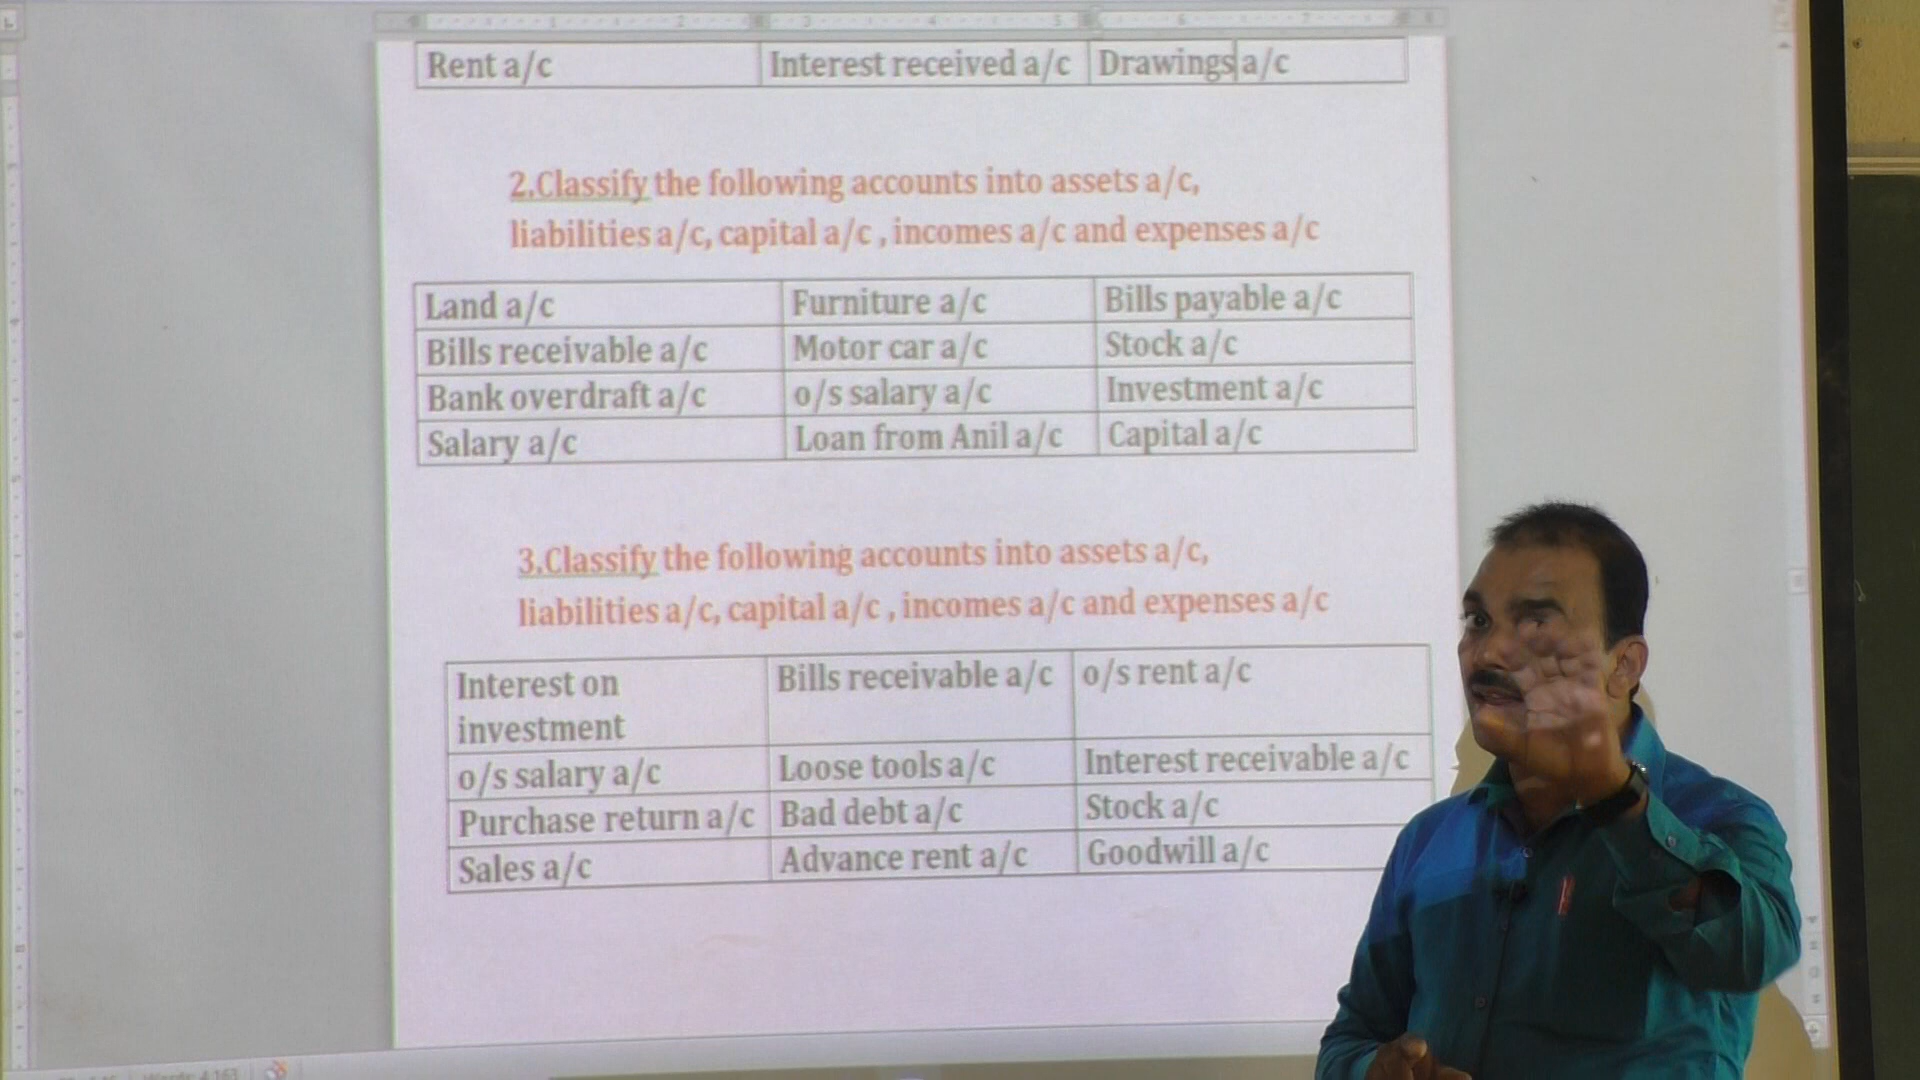 Rent a/c Interest received a/c Drawings a/c
2.Classify the following accounts into assets a/c,
liabilities a/c, capital a/c , incomes a/c and expenses a/c
Land a/c Furniture a/c Bills payable a/c
Bills receivable a/c Motor car a/c Stock a/c
Bank overdraft a/c o/s salary a/c Investment a/c
Salary a/c Loan from Anil a/c Capital a/c
3.Classify the following accounts into assets a/c,
liabilities a/c, capital a/c , incomes a/c and expenses a/c
Interest on Bills receivable a/c o/s rent a/c
investment
o/s salary a/c Loose tools a/c Interest receivable a/c
Purchase return a/c Bad debt a/c Stock a/c
Sales a/c Advance rent a/c Goodwill a/c